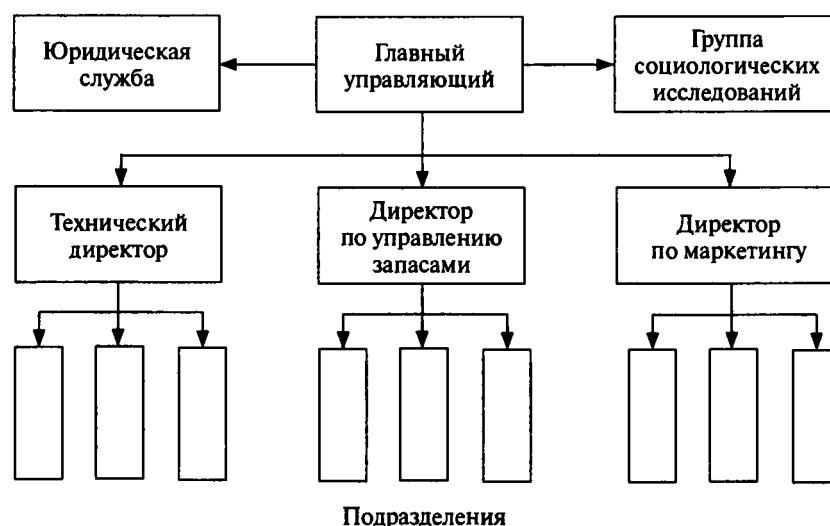 Юридическая
служба
Главный
управляющий
Группа
социологических
исследований
Технический
директор
Директор
по управлению
запасами
Директор
по маркетингу
Подразделения